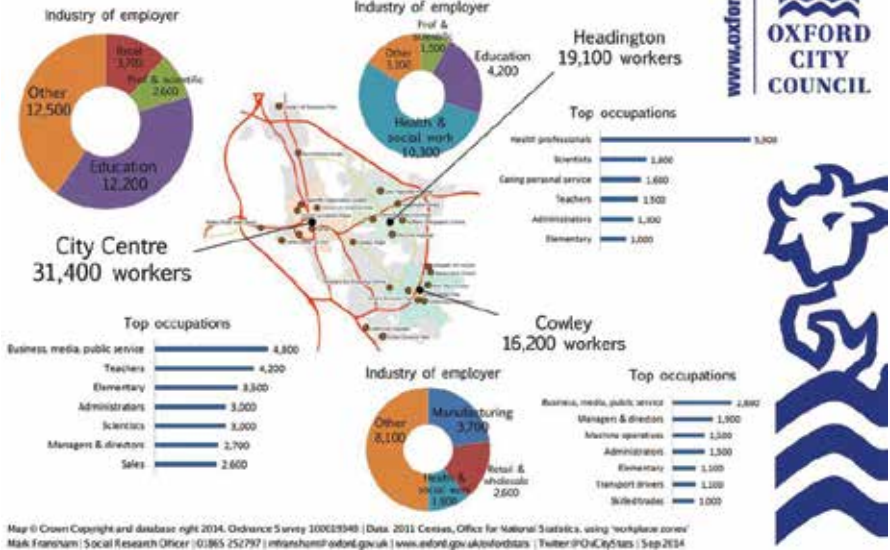 Industry of employer
Retail
3,700
Prof & scientific
2,600
Other
12,500
Education
12,200
City Centre
31,400 workers
Industry of employer
Prof &
scientific
1,500
Other
3,100
Education
4,200
Health &
social work
10,300
Headington
19,100 workers
www.oxfor
OXFORD
CITY
COUNCIL
Top occupations
Health professionals 5,900
Scientists 1,800
Caring personal service 1,600
Teachers 1,500
Administrators 1,300
Elementary 1,000
Cowley
16,200 workers
Top occupations
Business, media, public service 4,800
Teachers 4,200
Elementary 3,500
Administrators 3,000
Scientists 3,000
Managers & directors 2,700
Sales 2,600
Industry of employer
Other
8,100
Manufacturing
3,700
Retail &
wholesale
2,600
Health &
social work
Top occupations
Business, media, public service 2,800
Managers & directors 1,900
Machine operatives 1,500
Administrators 1,500
Elementary 1,100
Transport drivers 1,100
Skilled trades 1,000
Map © Crown Copyright and database right 2014. Ordnance Survey 100019348 | Data: 2011 Census, Office for National Statistics, using 'workplace zones'
Mark Fransham | Social Research Officer | 01865 252797 | mfransham@oxford.gov.uk | www.oxford.gov.uk/oxfordstats | Twitter @OxCityStats | Sep 2014